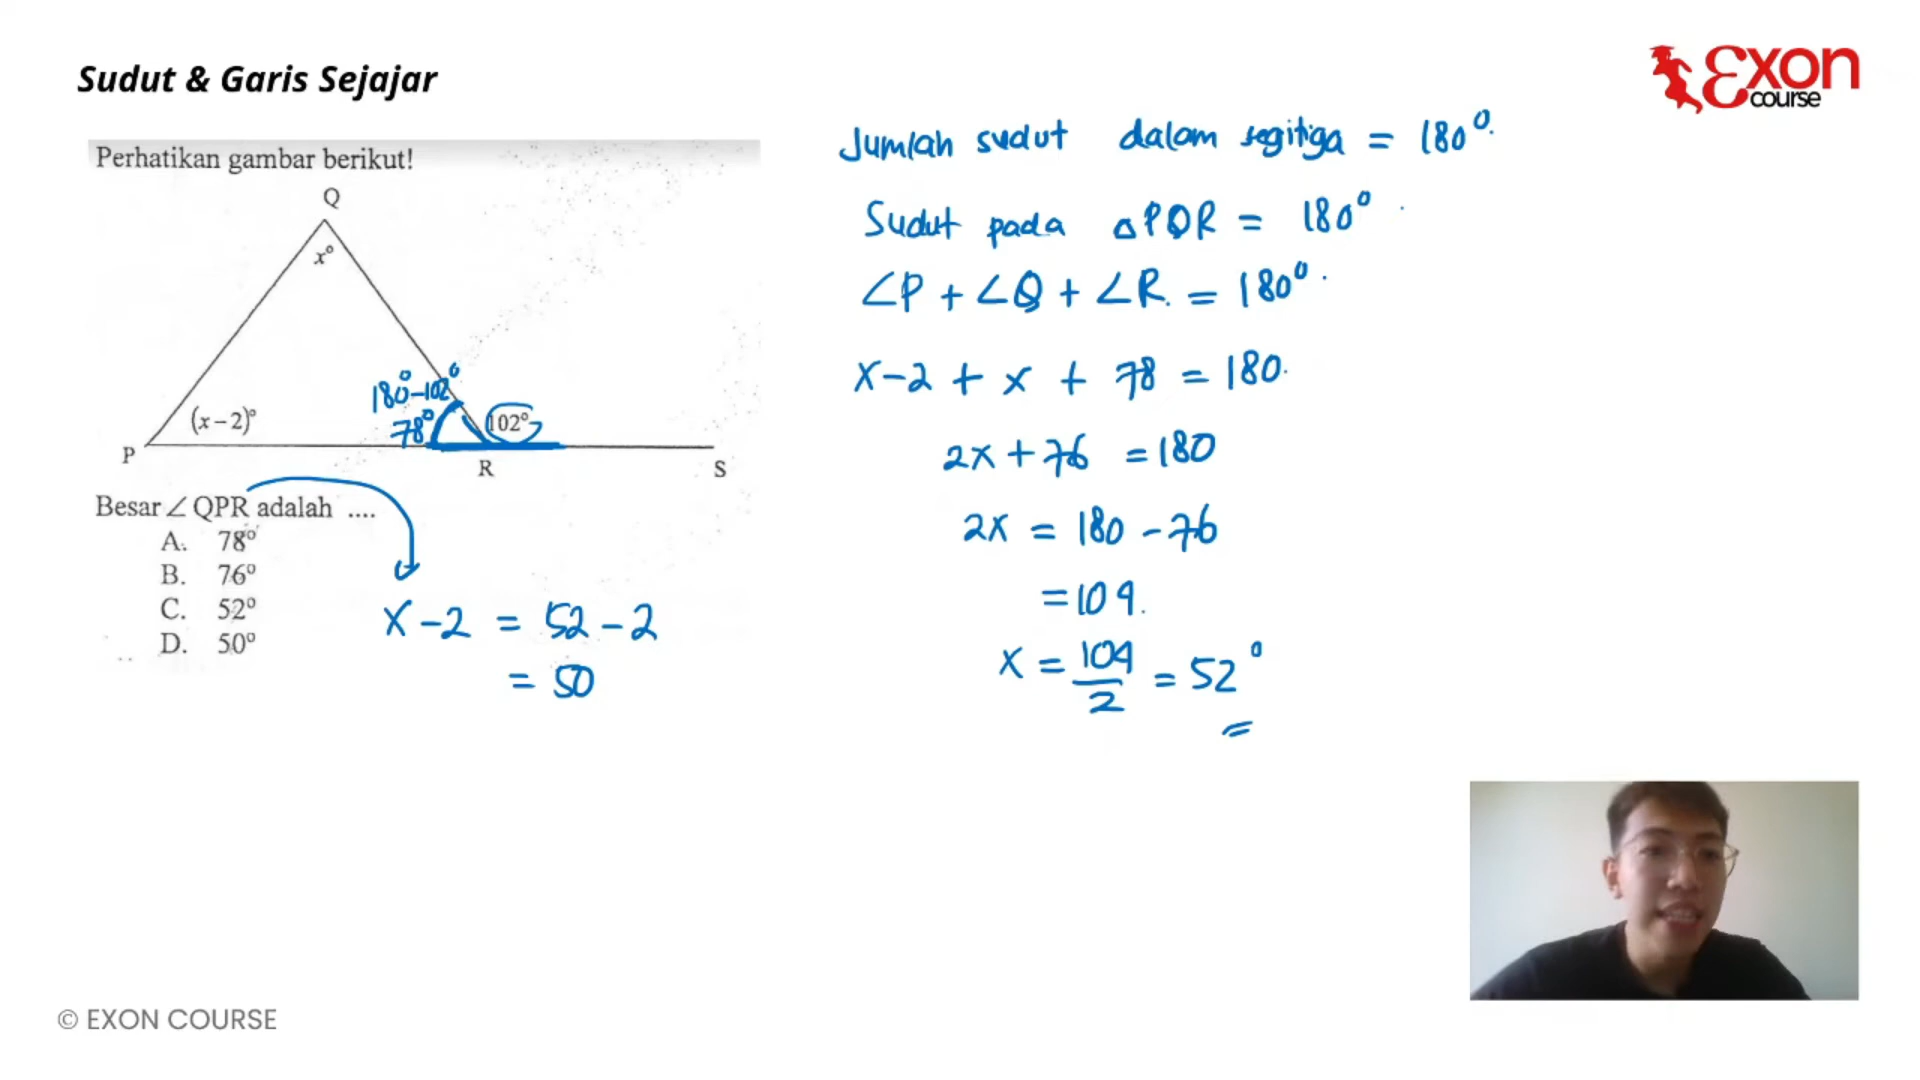 Sudut & Garis Sejajar
Exon
course
Perhatikan gambar berikut!
Q
x°
(x – 2)°
180°-102°
78°
102°
P
R
S
Besar ∠ QPR adalah ....
A. 78°
B. 76°
C. 52°
D. 50°
x - 2 = 52 - 2
= 50
Jumlah sudut dalam segitiga = 180°.
Sudut pada △PQR = 180°
∠P + ∠Q + ∠R. = 180°.
x-2 + x + 78 = 180.
2x + 76 = 180
2x = 180 - 76
= 104.
x = 104/2 = 52°
© EXON COURSE